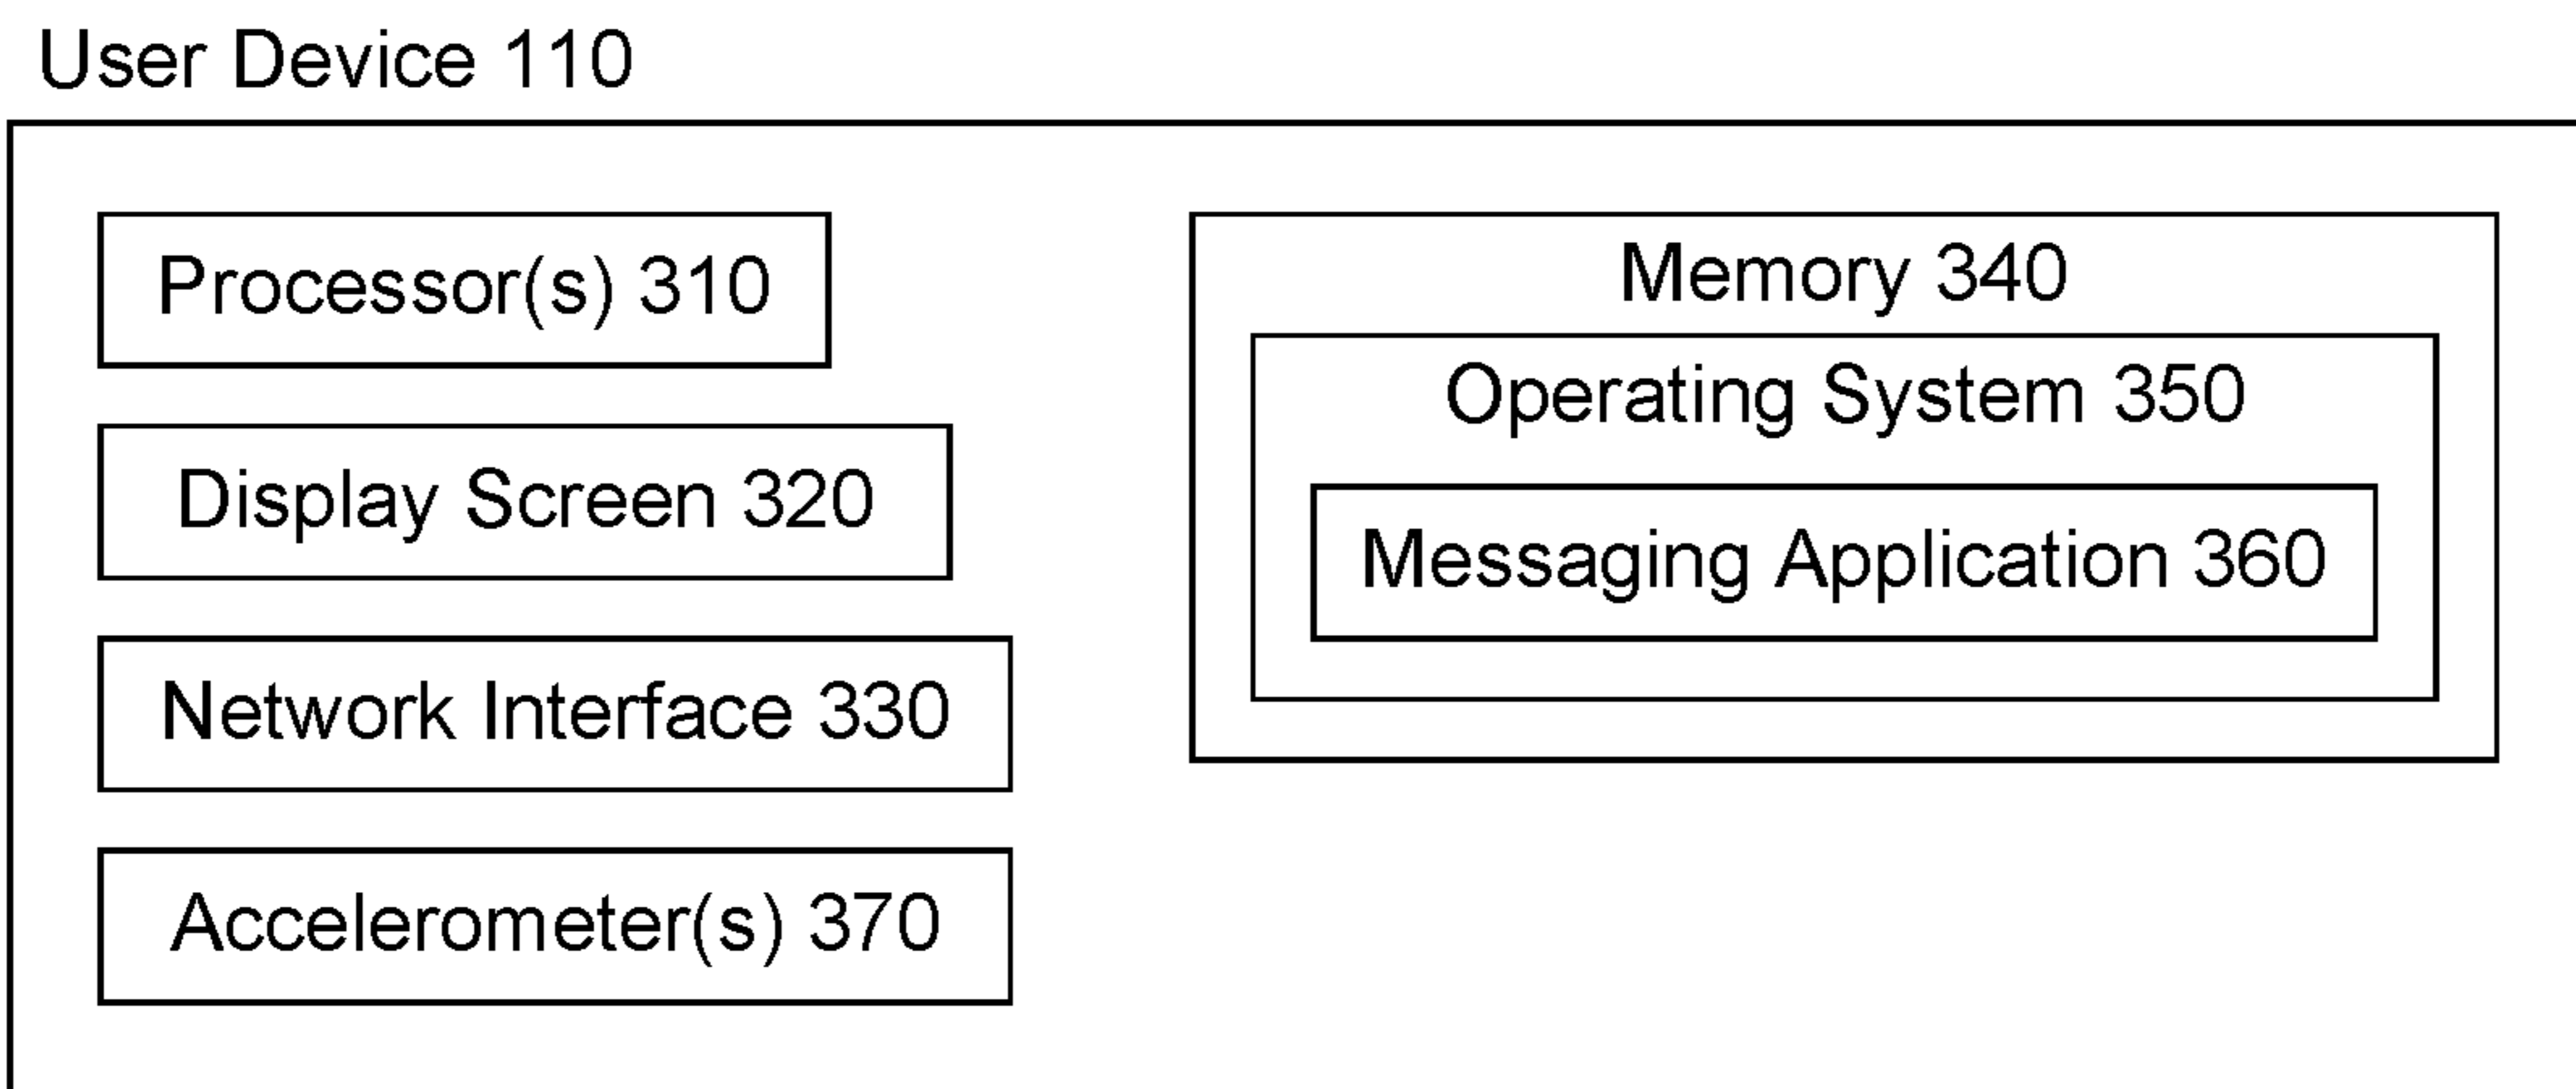 User Device 110
Processor(s) 310
Display Screen 320
Network Interface 330
Accelerometer(s) 370
Memory 340
Operating System 350
Messaging Application 360